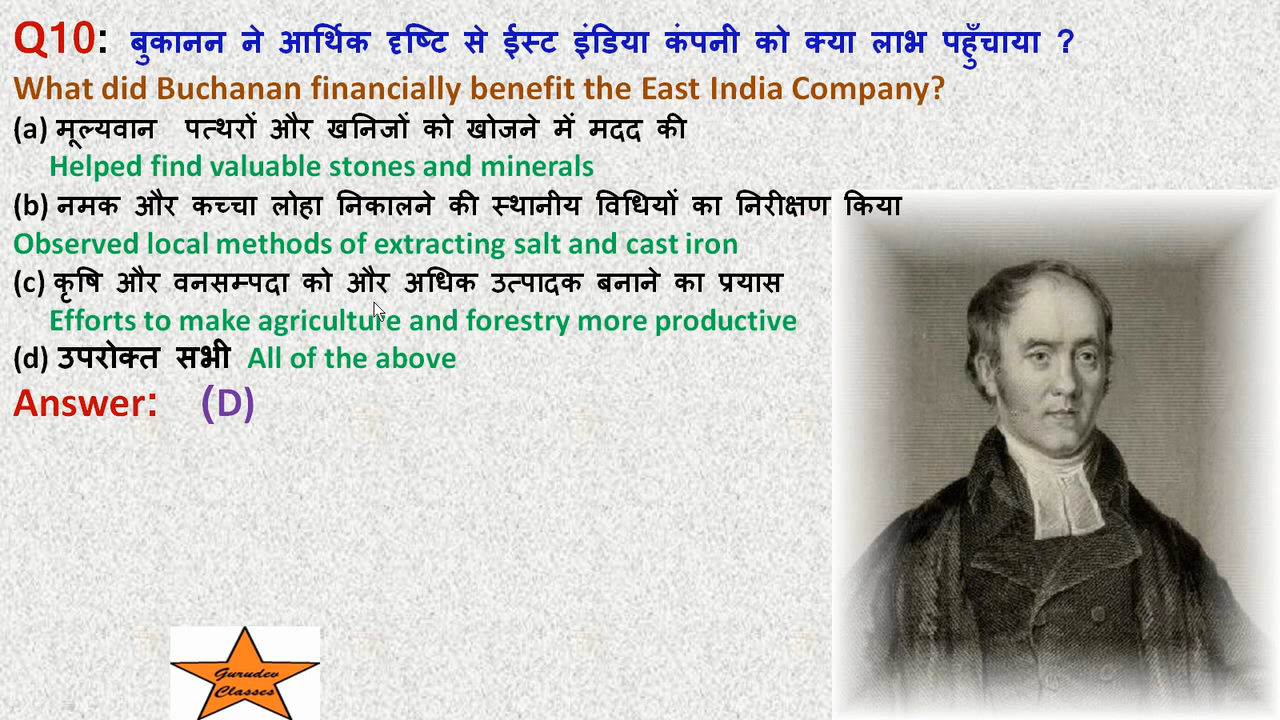 Q10: बुकानन ने आर्थिक दृष्टि से ईस्ट इंडिया कंपनी को क्या लाभ पहुँचाया ?
What did Buchanan financially benefit the East India Company?
(a) मूल्यवान पत्थरों और खनिजों को खोजने में मदद की
Helped find valuable stones and minerals
(b) नमक और कच्चा लोहा निकालने की स्थानीय विधियों का निरीक्षण किया
Observed local methods of extracting salt and cast iron
(c) कृषि और वनसम्पदा को और अधिक उत्पादक बनाने का प्रयास
Efforts to make agriculture and forestry more productive
(d) उपरोक्त सभी All of the above
Answer: (D)
Gurudev
Classes